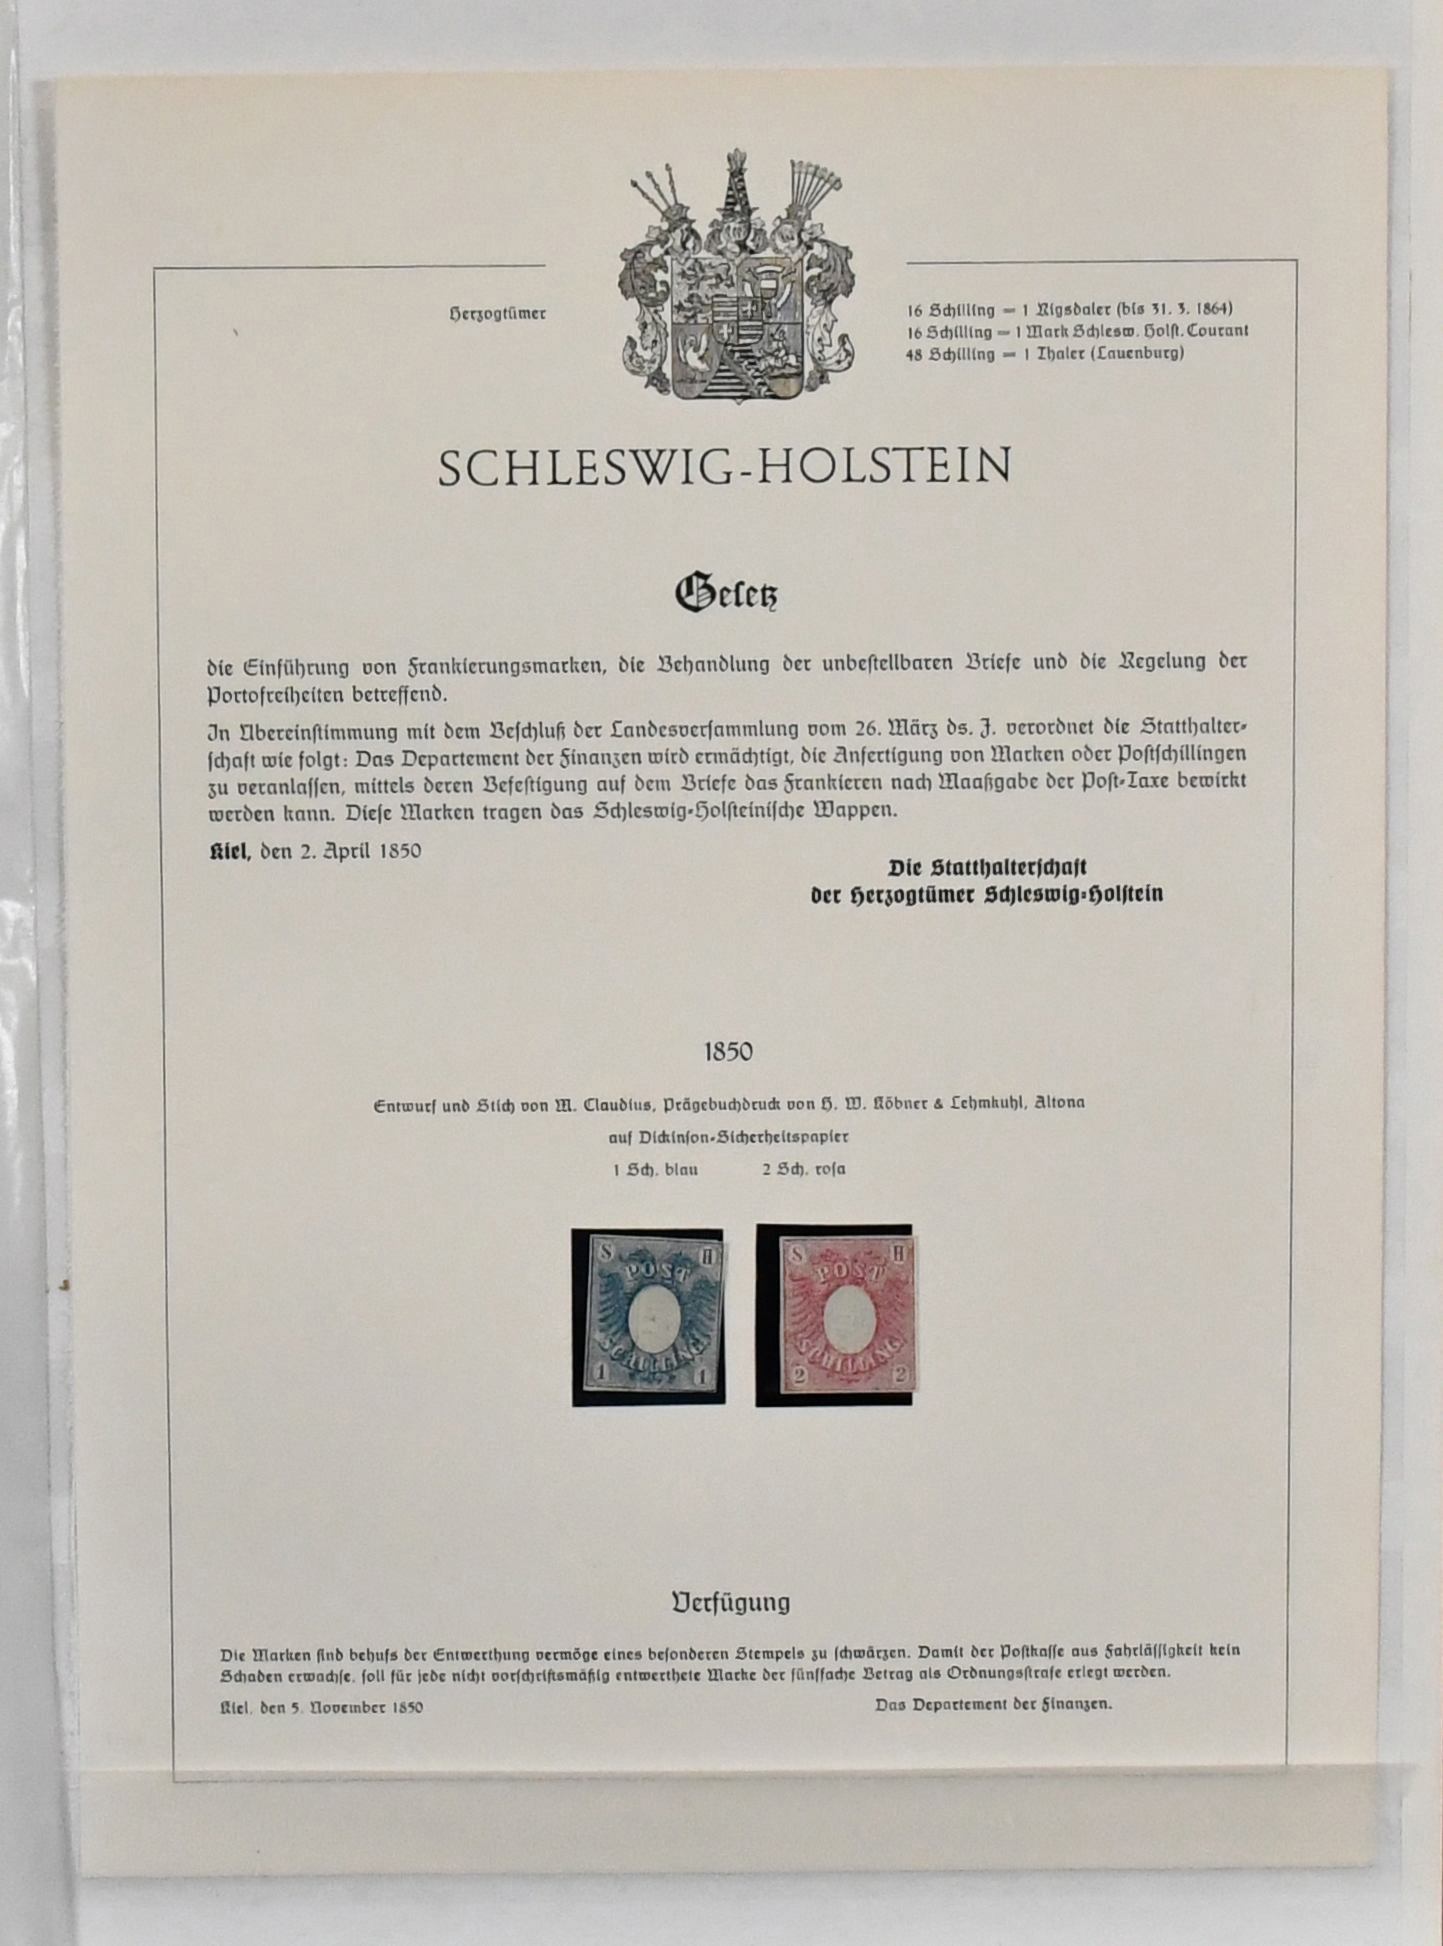 Herzogtümer
16 Schilling = 1 Rigsdaler (bis 31. 3. 1864)
16 Schilling = 1 Mark Schlesw. Holst. Courant
48 Schilling = 1 Thaler (Lauenburg)
SCHLESWIG-HOLSTEIN
Gesetz
die Einführung von Frankierungsmarken, die Behandlung der unbestellbaren Briefe und die Regelung der
Portofreiheiten betreffend.
In Übereinstimmung mit dem Beschluß der Landesversammlung vom 26. März ds. J. verordnet die Statthalter-
schaft wie folgt: Das Departement der Finanzen wird ermächtigt, die Anfertigung von Marken oder Postschillingen
zu veranlassen, mittels deren Befestigung auf dem Briefe das Frankieren nach Maaßgabe der Post-Taxe bewirkt
werden kann. Diese Marken tragen das Schleswig-Holsteinische Wappen.
Kiel, den 2. April 1850
Die Statthalterschaft
der Herzogtümer Schleswig-Holstein
1850
Entwurf und Stich von M. Claudius, Prägebuchdruck von H. W. Köbner & Lehmkuhl, Altona
auf Dickinson-Sicherheitspapier
1 Sch. blau 2 Sch. rosa
S H
POST
SCHILLING
1 1
S H
POST
SCHILLING
2 2
Verfügung
Die Marken sind behufs der Entwerthung vermöge eines besonderen Stempels zu schwärzen. Damit der Postkasse aus Fahrlässigkeit kein
Schaden erwachse, soll für jede nicht vorschriftsmäßig entwerthete Marke der fünffache Betrag als Ordnungsstrafe erlegt werden.
Kiel, den 5. November 1850
Das Departement der Finanzen.